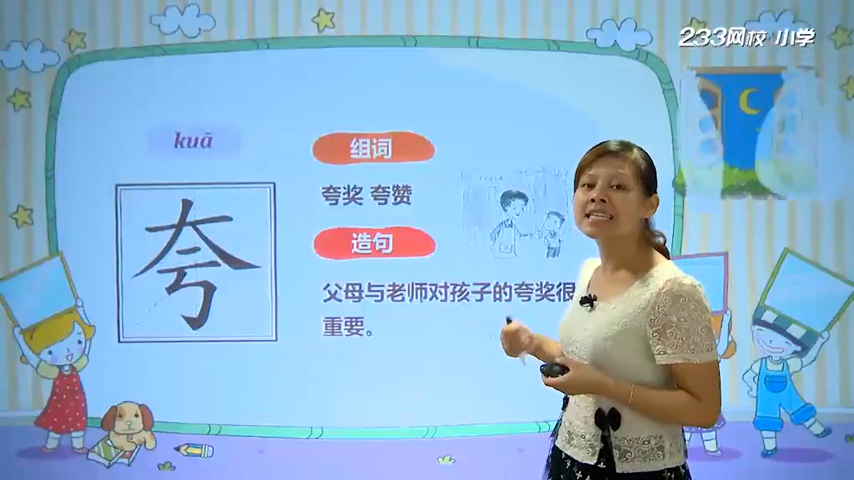 233网校 小学
kuā
夸
组词
夸奖 夸赞
造句
父母与老师对孩子的夸奖很
重要。